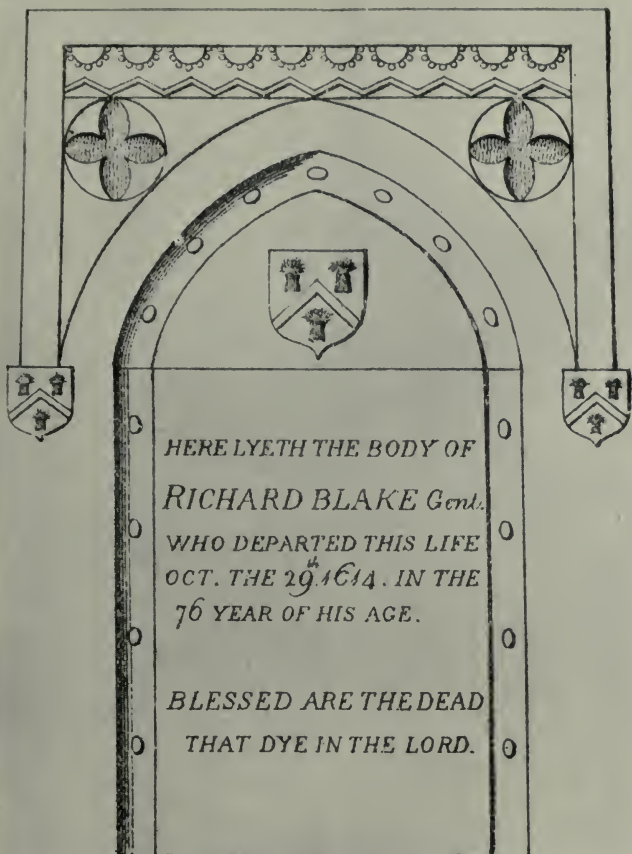 HERE LYETH THE BODY OF
RICHARD BLAKE Gent.
WHO DEPARTED THIS LIFE
OCT. THE 29th 1614. IN THE
76 YEAR OF HIS AGE.
BLESSED ARE THE DEAD
THAT DYE IN THE LORD.